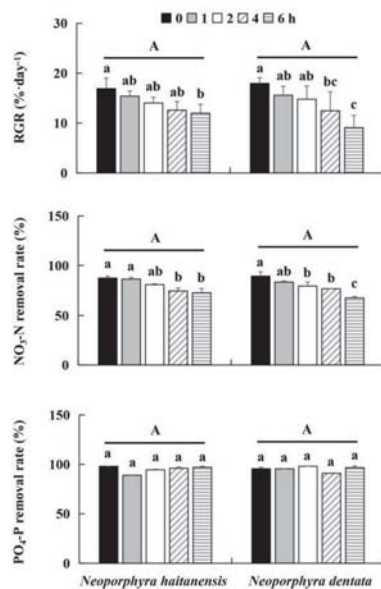 0 1 2 4 6 h
RGR (%·day⁻¹)
30
20
10
0
A A
a ab ab ab b a ab ab bc c
NO₃-N removal rate (%)
150
100
50
0
A A
a a ab b b a ab b b c
PO₄-P removal rate (%)
150
100
50
0
A A
a a a a a a a a a a
Neoporphyra haitanensis Neoporphyra dentata